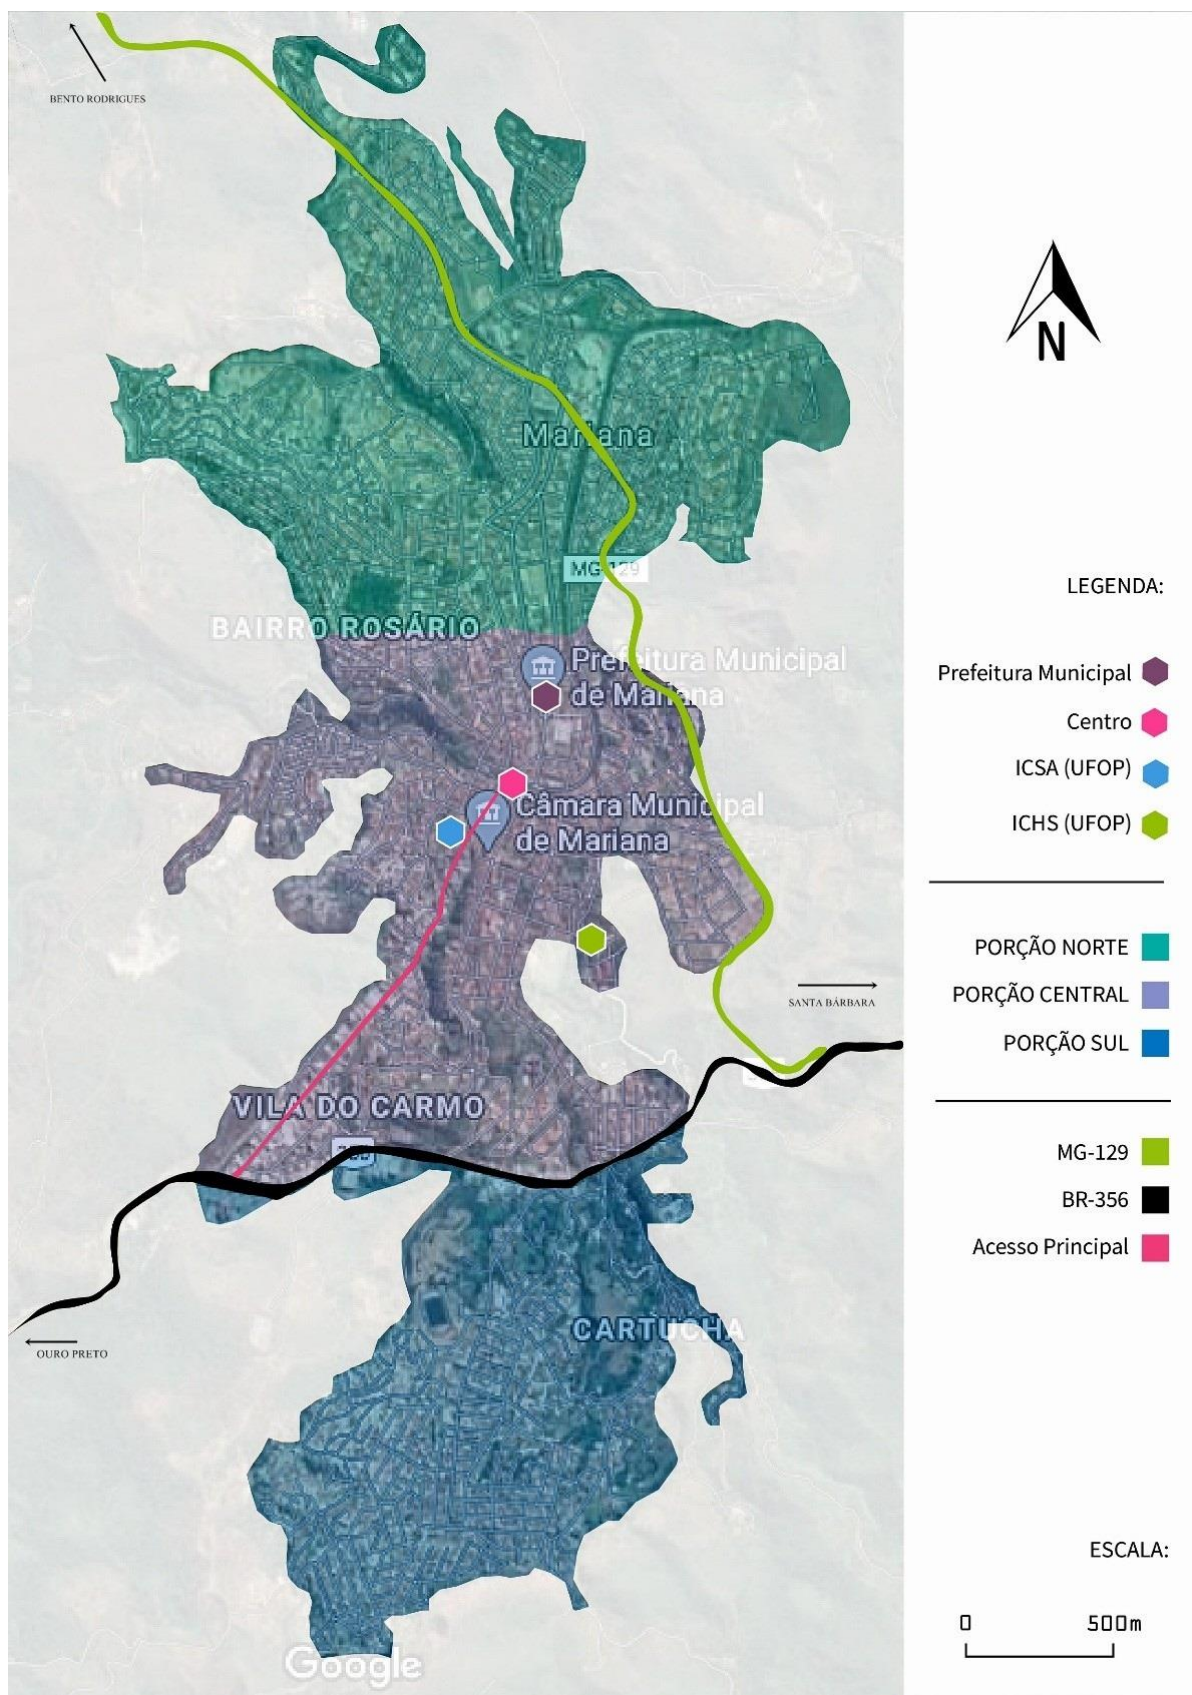 BENTO RODRIGUES
Mariana
MG-129
BAIRRO ROSÁRIO
Prefeitura Municipal
de Mariana
Câmara Municipal
de Mariana
SANTA BÁRBARA
VILA DO CARMO
CARTUCHA
OURO PRETO
Google
N
LEGENDA:
Prefeitura Municipal
Centro
ICSA (UFOP)
ICHS (UFOP)
PORÇÃO NORTE
PORÇÃO CENTRAL
PORÇÃO SUL
MG-129
BR-356
Acesso Principal
ESCALA:
0 500m